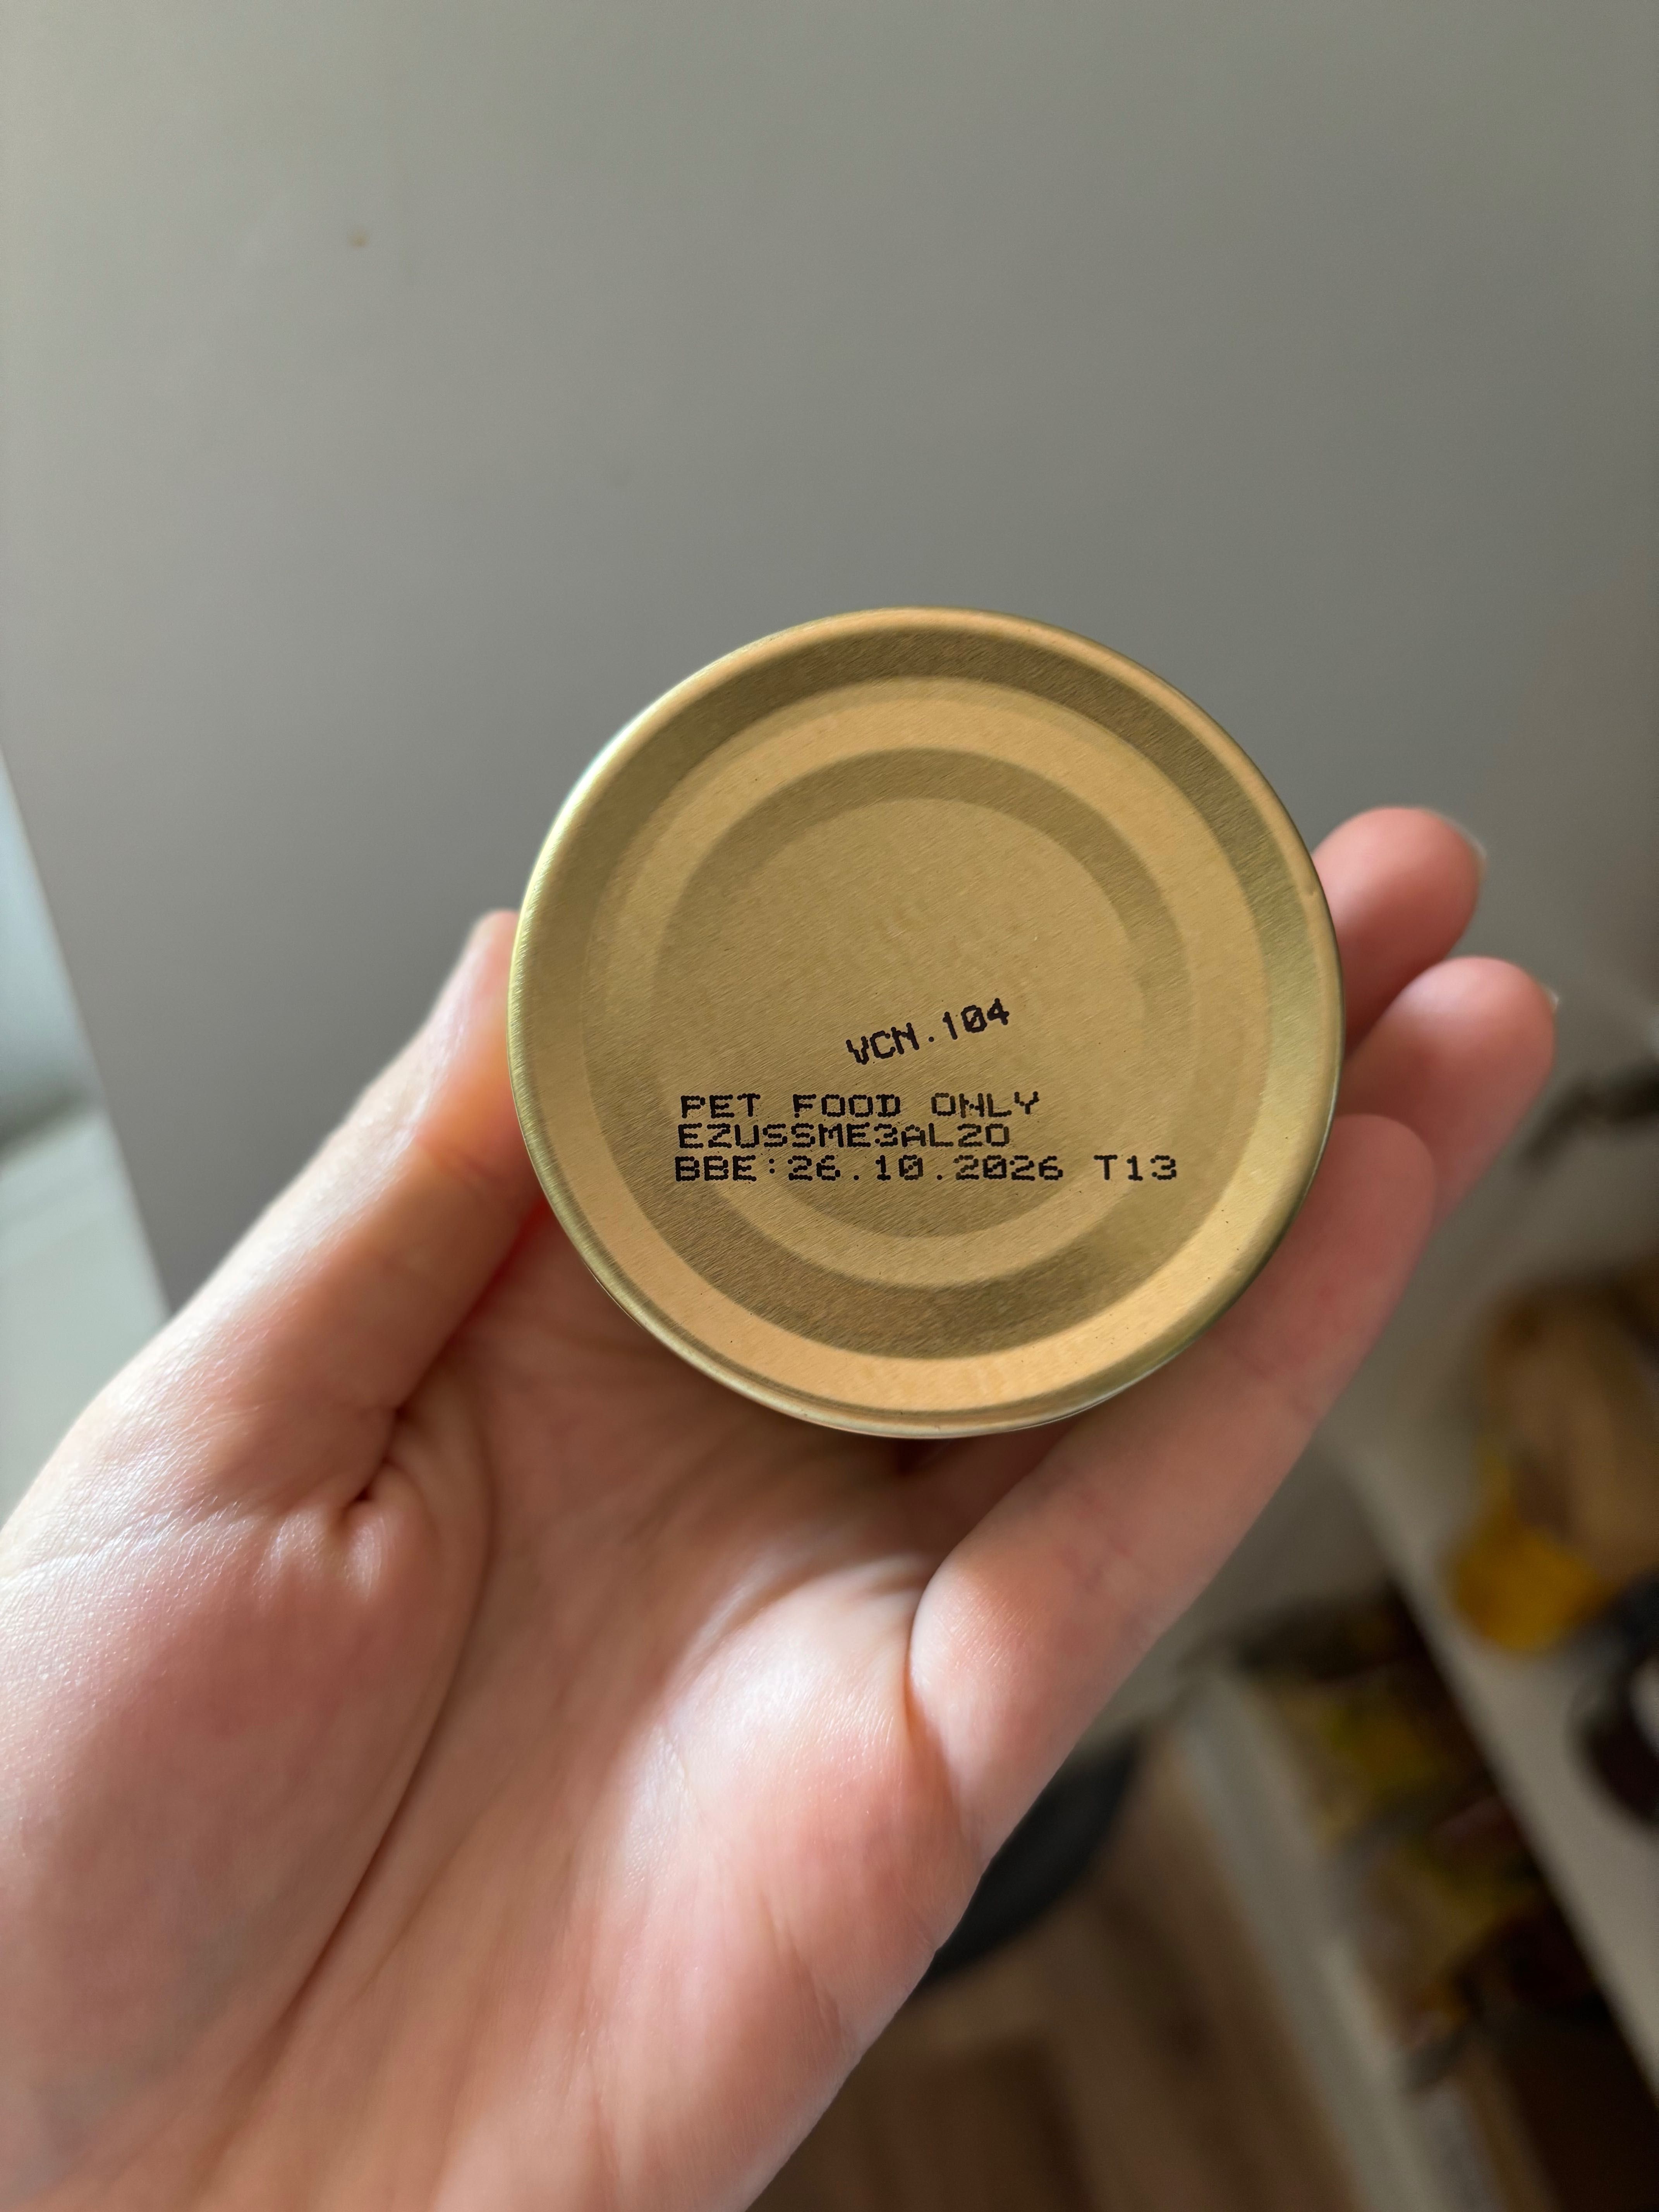 VCN.104
PET FOOD ONLY
EZUSSME3AL20
BBE:26.10.2026 T13